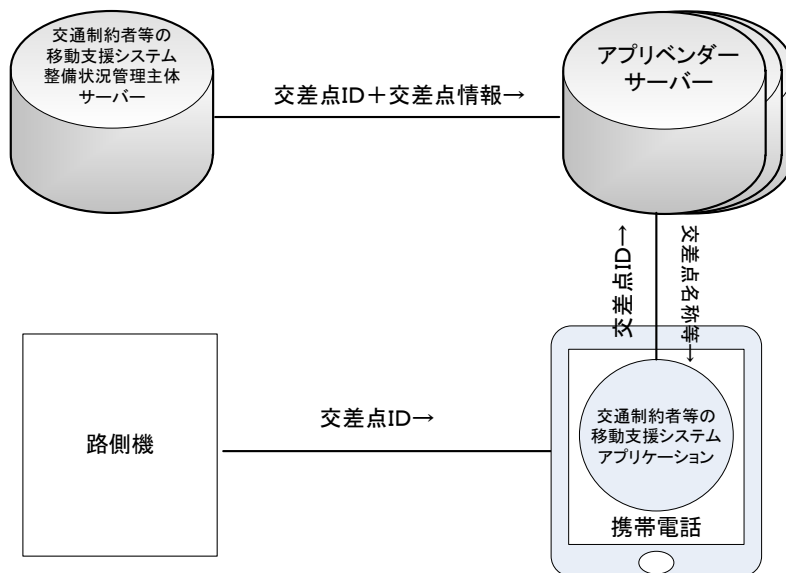 交通制約者等の
移動支援システム
整備状況管理主体
サーバー
アプリベンダー
サーバー
交差点ID+交差点情報→
交差点ID→
交差点名称等→
路側機
交差点ID→
交通制約者等の
移動支援システム
アプリケーション
携帯電話